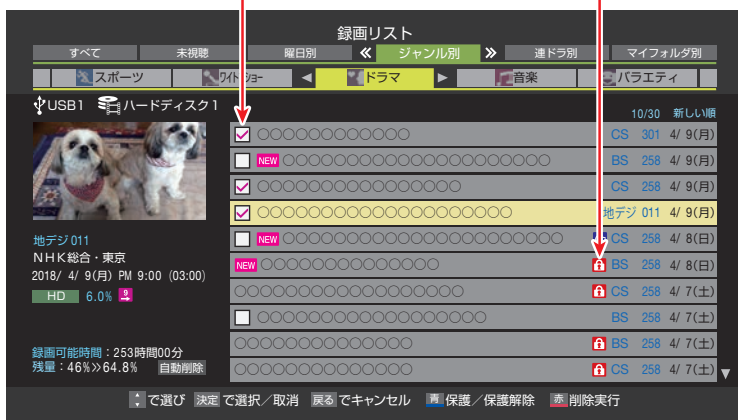 録画リスト
すべて 未視聴 曜日別 ≪ ジャンル別 ≫ 連ドラ別 マイフォルダ別
スポーツ ワイドショー ◀ ドラマ ▶ 音楽 バラエティ
USB1 ハードディスク1
10/30 新しい順
○○○○○○○○○○○○ CS 301 4/ 9(月)
NEW ○○○○○○○○○○○○○○○○○○○○○ BS 258 4/ 9(月)
○○○○○○○○○○○○○○○○ CS 258 4/ 9(月)
○○○○○○○○○○○○○○○○○○○○ 地デジ 011 4/ 9(月)
NEW ○○○○○○○○○○○○○○○○○○○○○○ CS 258 4/ 8(日)
NEW ○○○○○○○○○○○○○○ BS 258 4/ 8(日)
○○○○○○○○○○○○○○○○○○ CS 258 4/ 7(土)
○○○○○○○○○○○○○○○○○○ BS 258 4/ 7(土)
○○○○○○○○○○○○○○ BS 258 4/ 7(土)
○○○○○○○○○○○○○○ CS 258 4/ 7(土)
地デジ 011
NHK総合・東京
2018/ 4/ 9(月) PM 9:00 (03:00)
HD 6.0% 9
録画可能時間：253時間00分
残量：46%≫64.8% 自動削除
で選び 決定 で選択／取消 戻る でキャンセル 青 保護／保護解除 赤 削除実行